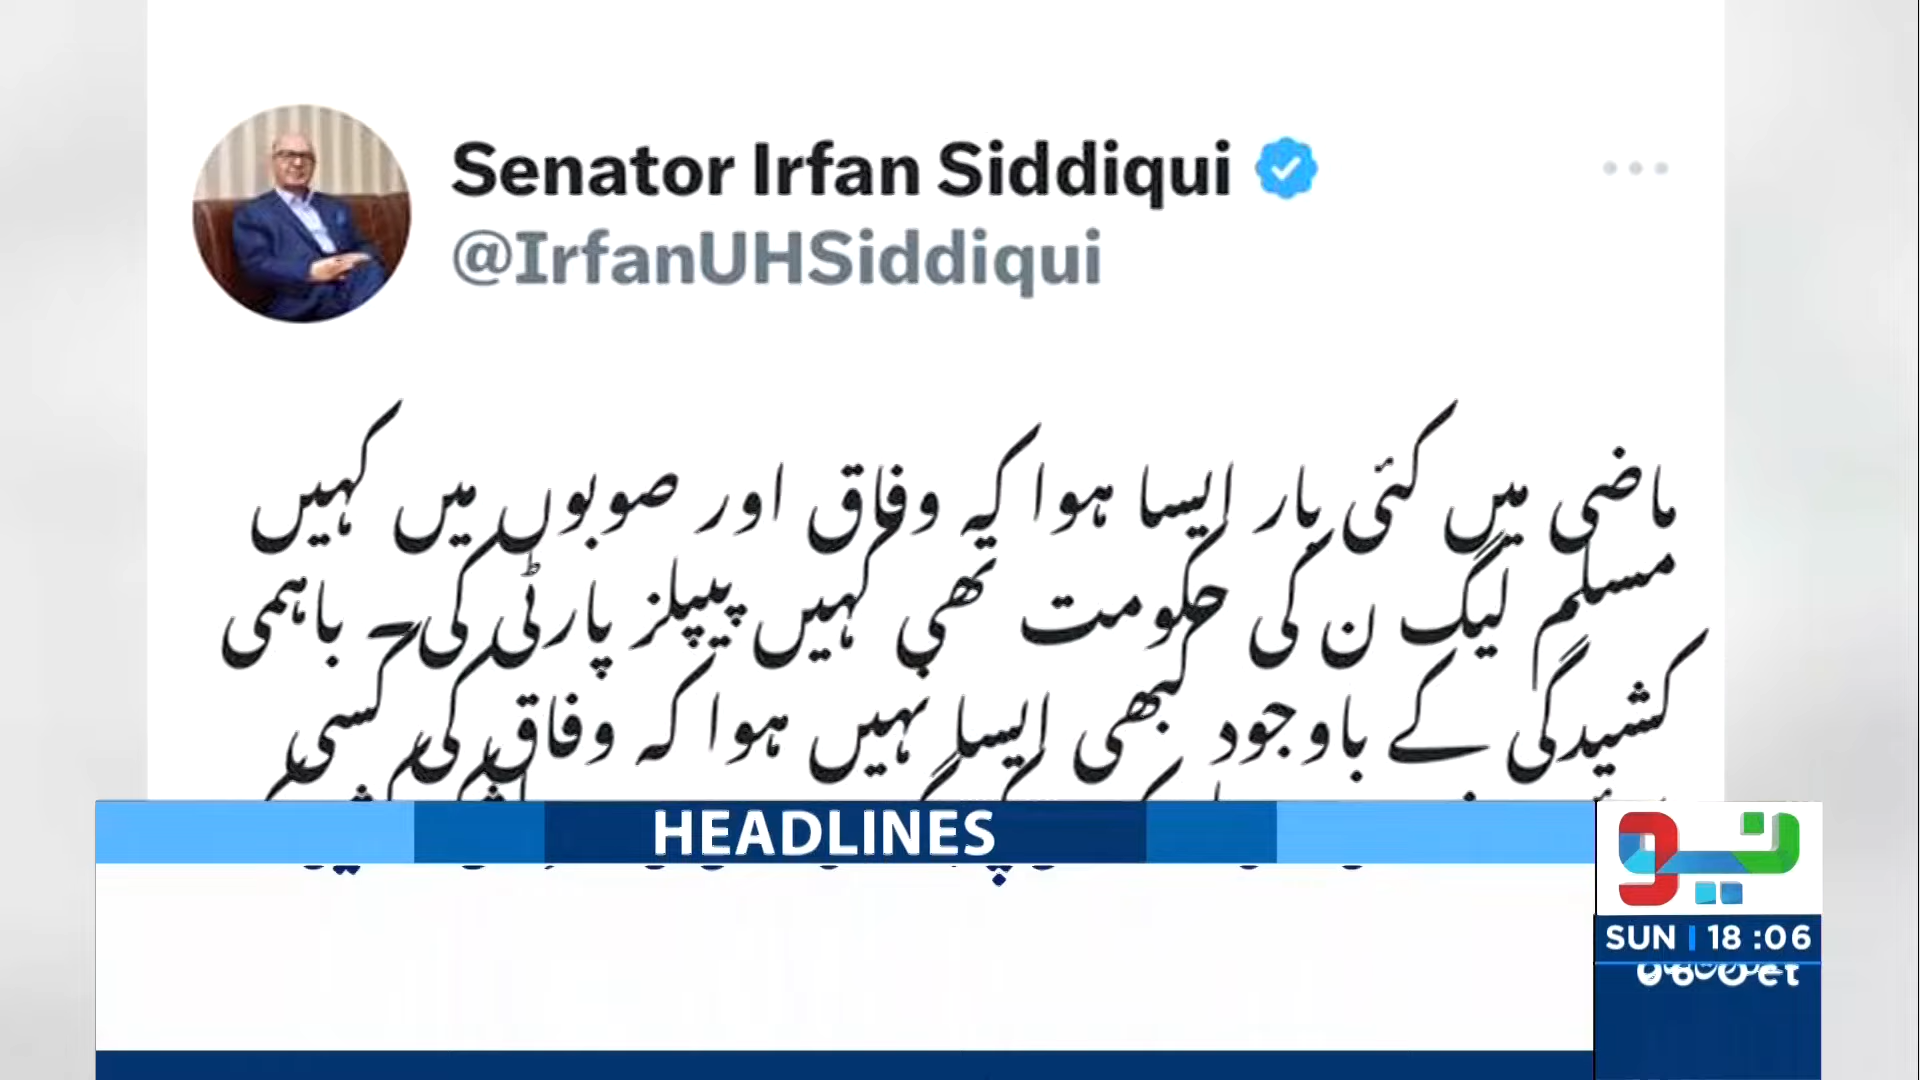 Senator Irfan Siddiqui
@IrfanUHSiddiqui
ماضی میں کئی بار ایسا ہوا کہ وفاق اور صوبوں میں کہیں
مسلم لیگ ن کی حکومت تھی کہیں پیپلز پارٹی کی۔ باہمی
کشیدگی کے باوجود کبھی ایسا نہیں ہوا کہ وفاق کی کسی
HEADLINES
نیو
SUN | 18 :06